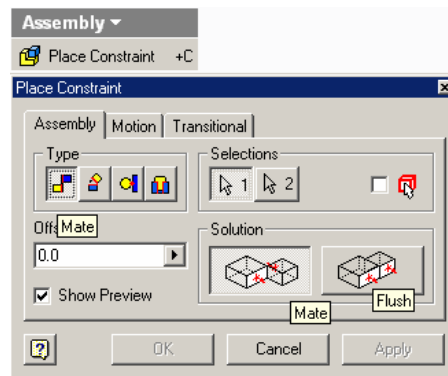 Assembly
Place Constraint +C
Place Constraint
Assembly Motion Transitional
Type Selections
1 2
Mate
Offs
0.0
Solution
Show Preview
Mate
Flush
? OK Cancel Apply